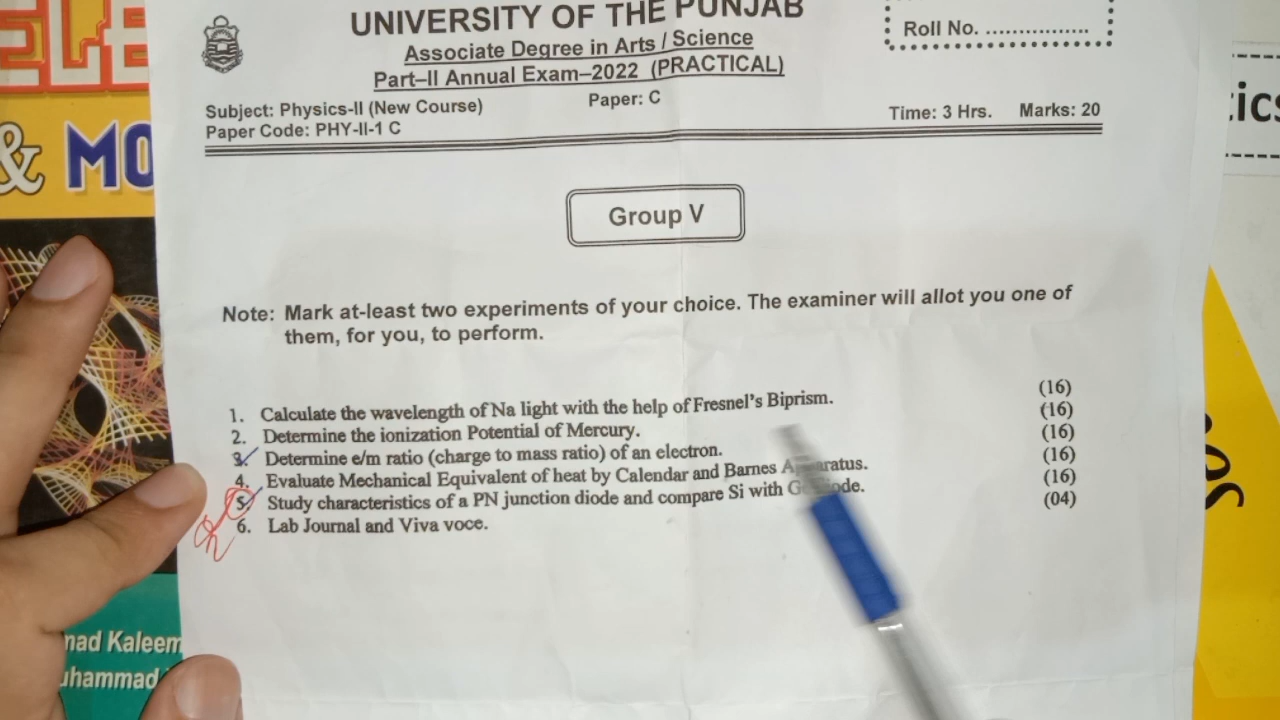 UNIVERSITY OF THE PUNJAB
Associate Degree in Arts / Science
Part–II Annual Exam–2022 (PRACTICAL)
Roll No. .................
Subject: Physics-II (New Course)
Paper: C
Time: 3 Hrs. Marks: 20
Paper Code: PHY-II-1 C
Group V
Note: Mark at-least two experiments of your choice. The examiner will allot you one of
them, for you, to perform.
1. Calculate the wavelength of Na light with the help of Fresnel's Biprism. (16)
2. Determine the ionization Potential of Mercury. (16)
3. Determine e/m ratio (charge to mass ratio) of an electron. (16)
4. Evaluate Mechanical Equivalent of heat by Calendar and Barnes (16)
5. Study characteristics of a PN junction diode and compare Si with (16)
6. Lab Journal and Viva voce. (04)
& MO
mad Kaleem
uhammad
tics